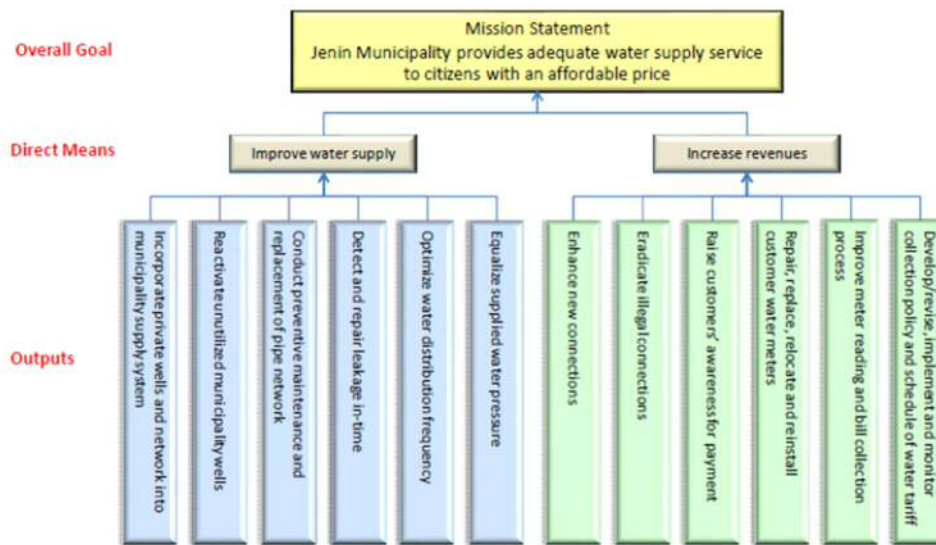 Overall Goal
Mission Statement
Jenin Municipality provides adequate water supply service
to citizens with an affordable price
Direct Means
Improve water supply
Increase revenues
Outputs
Incorporate private wells and network into
municipality supply system
Reactivate unutilized municipality wells
Conduct preventive maintenance and
replacement of pipe network
Detect and repair leakage in-time
Optimize water distribution frequency
Equalize supplied water pressure
Enhance new connections
Eradicate illegal connections
Raise customers' awareness for payment
Repair, replace, relocate and reinstall
customer water meters
Improve meter reading and bill collection
process
Develop/revise, implement and monitor
collection policy and schedule of water tariff